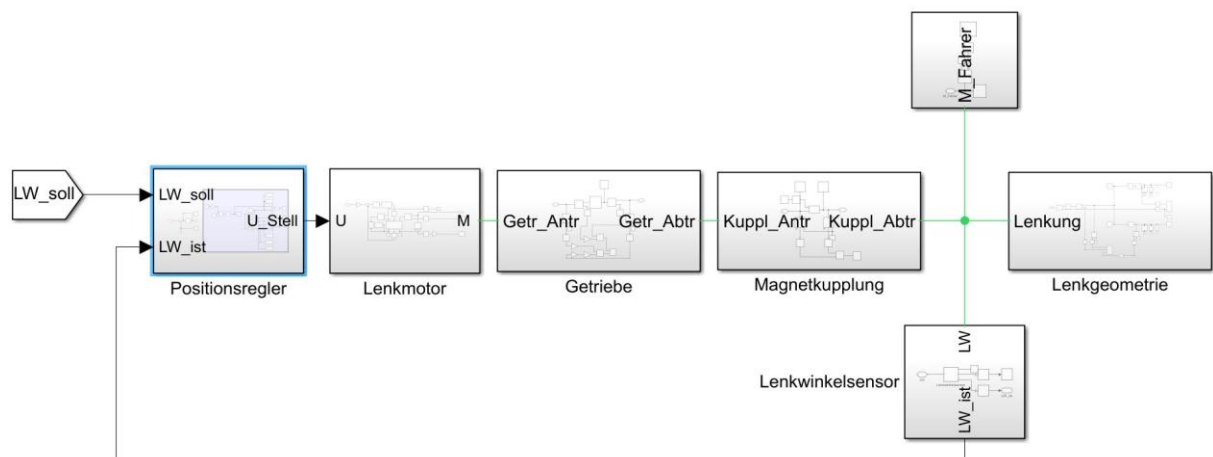 M_Fahrer
LW_soll
LW_soll
U_Stell
LW_ist
Positionsregler
U
M
Lenkmotor
Getr_Antr
Getr_Abtr
Getriebe
Kuppl_Antr
Kuppl_Abtr
Magnetkupplung
Lenkung
Lenkgeometrie
LW
Lenkwinkelsensor
LW_ist